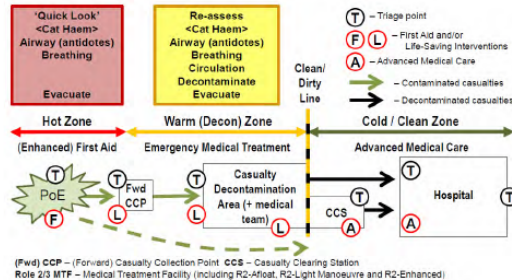 'Quick Look'
<Cat Haem>
Airway (antidotes)
Breathing
Evacuate
Re-assess
<Cat Haem>
Airway (antidotes)
Breathing
Circulation
Decontaminate
Evacuate
Clean/
Dirty
Line
T – Triage point
F L – First Aid and/or
Life-Saving Interventions
A – Advanced Medical Care
– Contaminated casualties
– Decontaminated casualties
Hot Zone
Warm (Decon) Zone
Cold / Clean Zone
(Enhanced) First Aid
Emergency Medical Treatment
Advanced Medical Care
T
PoE
F
T
Fwd
CCP
L
T
Casualty
Decontamination
Area (+ medical
team)
L
T
CCS
A
T
Hospital
A
(Fwd) CCP – (Forward) Casualty Collection Point CCS – Casualty Clearing Station
Role 2/3 MTF – Medical Treatment Facility (including R2-Afloat, R2-Light Manoeuvre and R2-Enhanced)